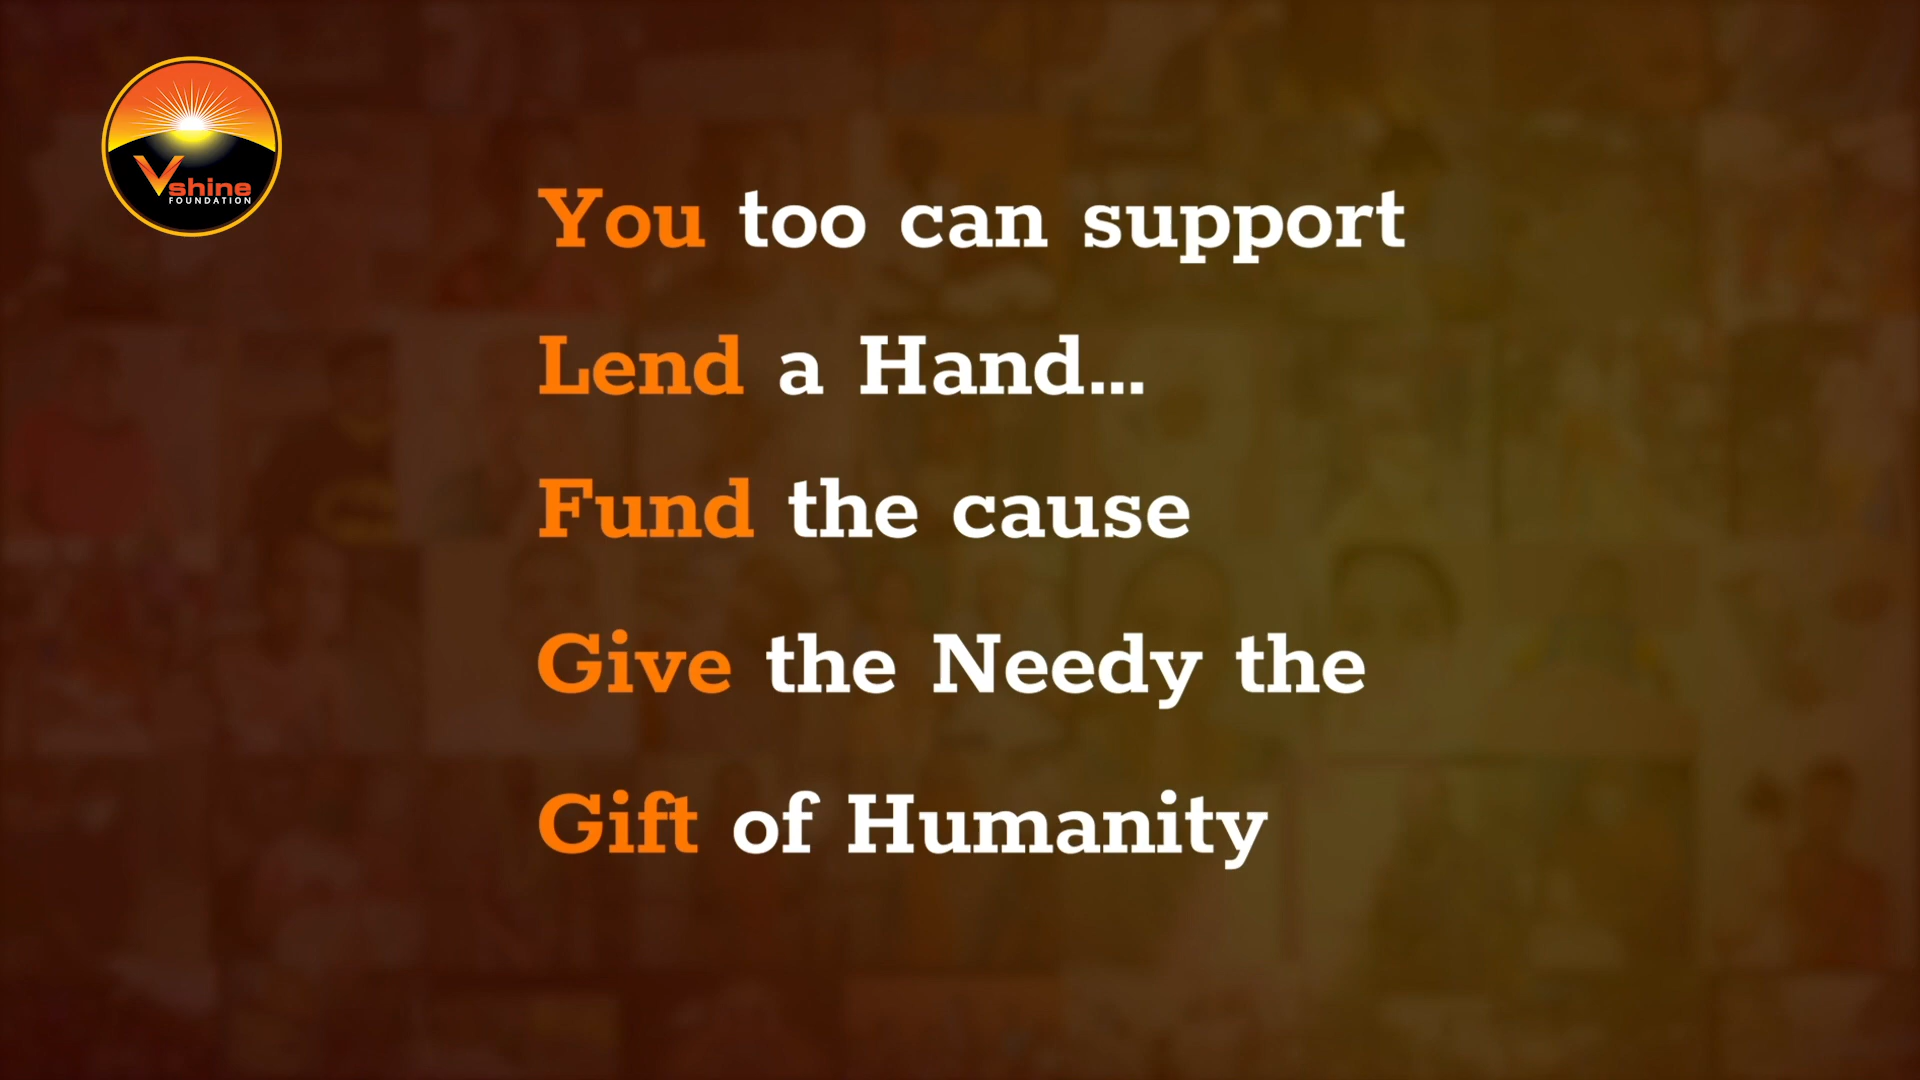 Vshine
FOUNDATION
You too can support
Lend a Hand...
Fund the cause
Give the Needy the
Gift of Humanity